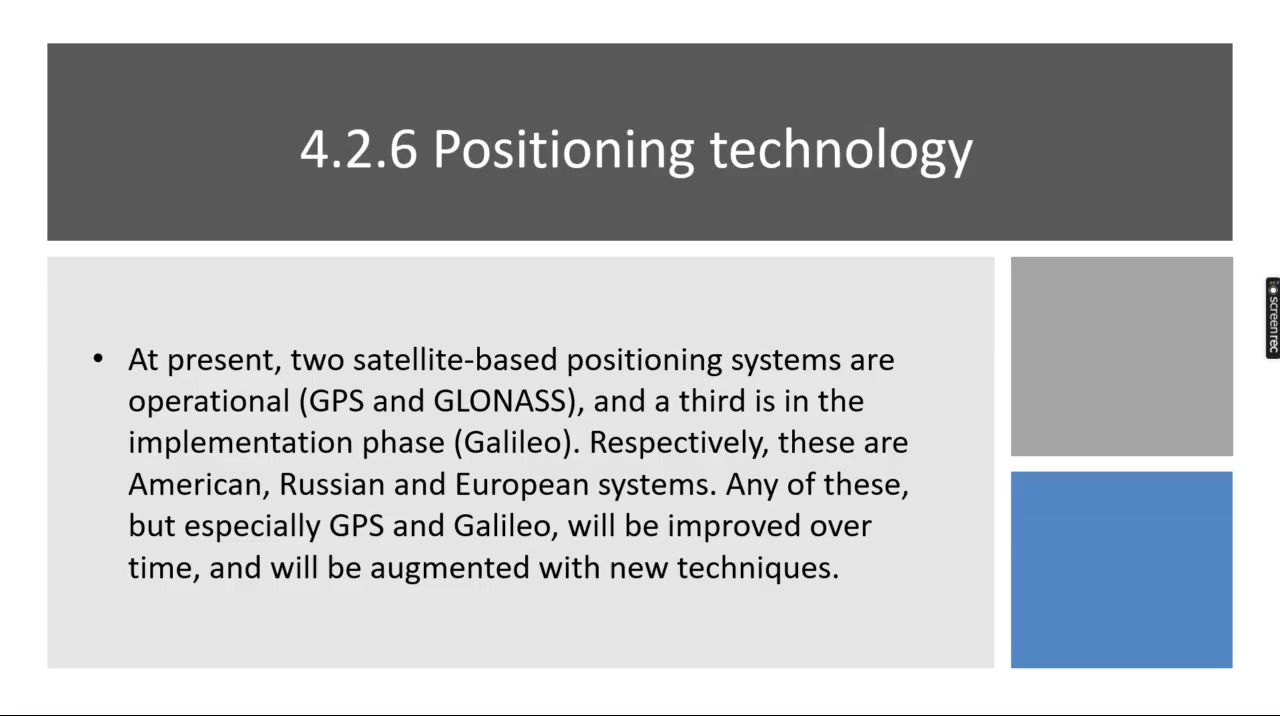 4.2.6 Positioning technology
• At present, two satellite-based positioning systems are
operational (GPS and GLONASS), and a third is in the
implementation phase (Galileo). Respectively, these are
American, Russian and European systems. Any of these,
but especially GPS and Galileo, will be improved over
time, and will be augmented with new techniques.
screenrec